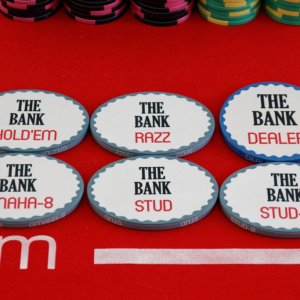 THE
BANK
HOLD'EM
THE
BANK
RAZZ
THE
BANK
DEALER
THE
BANK
OMAHA-8
THE
BANK
STUD
THE
BANK
STUD-
m